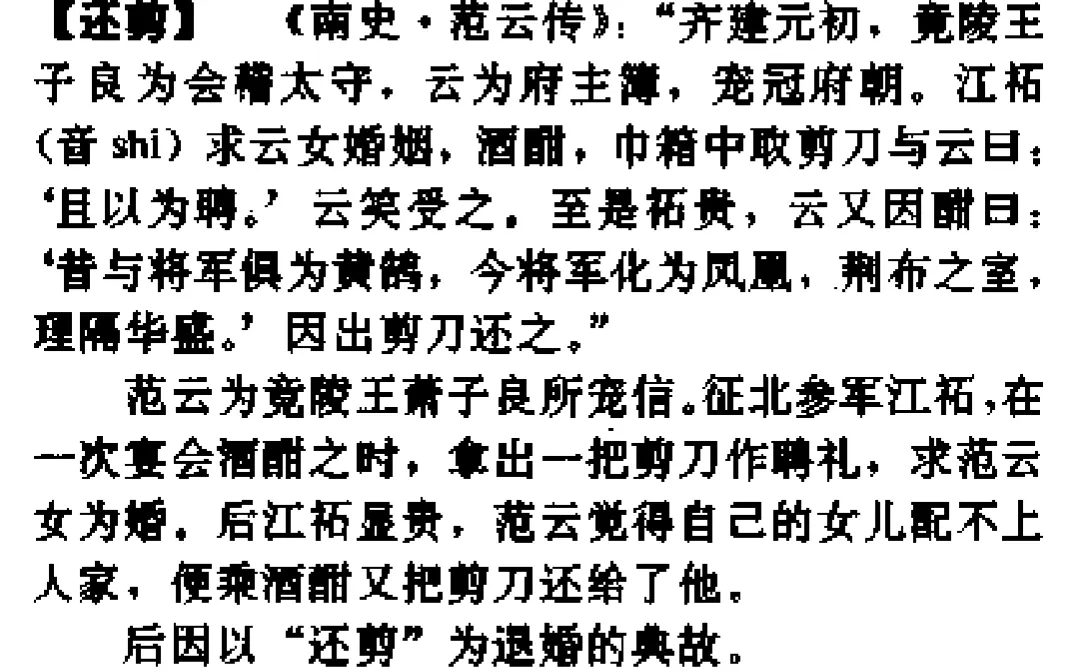 【还剪】 《南史·范云传》：“齐建元初，竟陵王
子良为会稽太守，云为府主簿，宠冠府朝。江祏
（音shi）求云女婚姻，酒酣，巾箱中取剪刀与云曰：
‘且以为聘。’云笑受之。至是祏贵，云又因酣曰：
‘昔与将军俱为黄鹄，今将军化为凤凰，荆布之室，
理隔华盛。’因出剪刀还之。”
范云为竟陵王萧子良所宠信。征北参军江祏，在
一次宴会酒酣之时，拿出一把剪刀作聘礼，求范云
女为婚。后江祏显贵，范云觉得自己的女儿配不上
人家，便乘酒酣又把剪刀还给了他。
后因以“还剪”为退婚的典故。